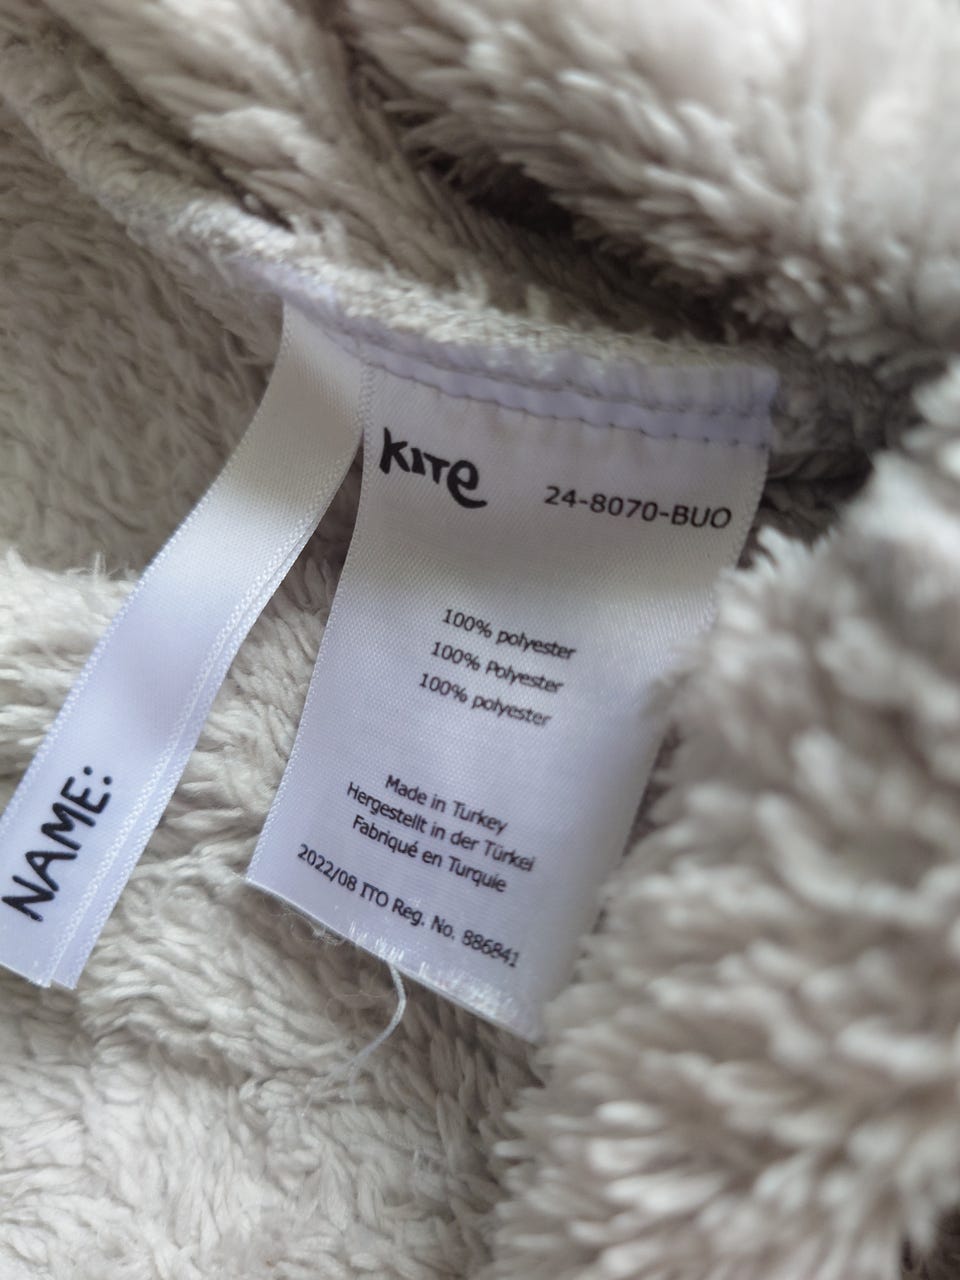 KITe
24-8070-BUO
100% polyester
100% Polyester
100% polyester
Made in Turkey
Hergestellt in der Türkei
Fabriqué en Turquie
2022/08 ITO Reg. No. 886841
NAME: